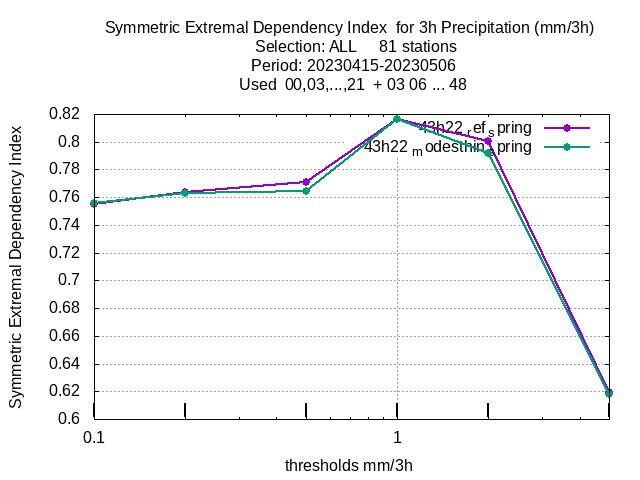 Symmetric Extremal Dependency Index  for 3h Precipitation (mm/3h)
Selection: ALL     81 stations
Period: 20230415-20230506
Used  00,03,...,21  + 03 06 ... 48
43h22_ref_spring
43h22_modesthin_spring
Symmetric Extremal Dependency Index
0.82
0.8
0.78
0.76
0.74
0.72
0.7
0.68
0.66
0.64
0.62
0.6
0.1
1
thresholds mm/3h